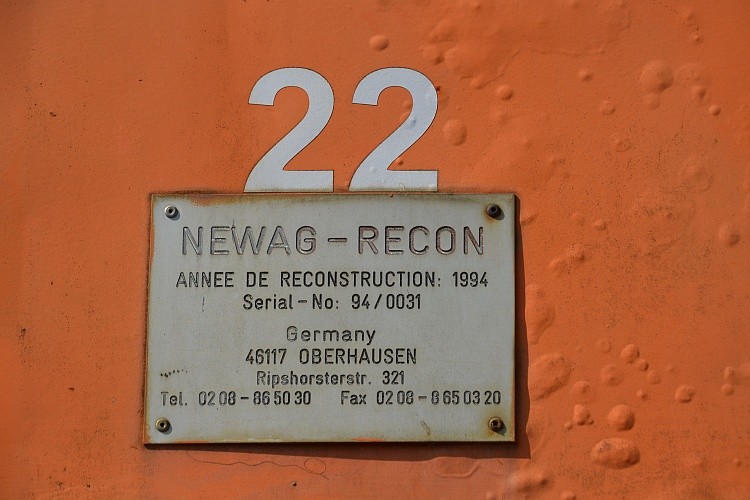 22
NEWAG-RECON
ANNEE DE RECONSTRUCTION: 1994
Serial-No: 94/0031
Germany
46117 OBERHAUSEN
Ripshorsterstr. 321
Tel. 0208-865030 Fax 0208-8650320